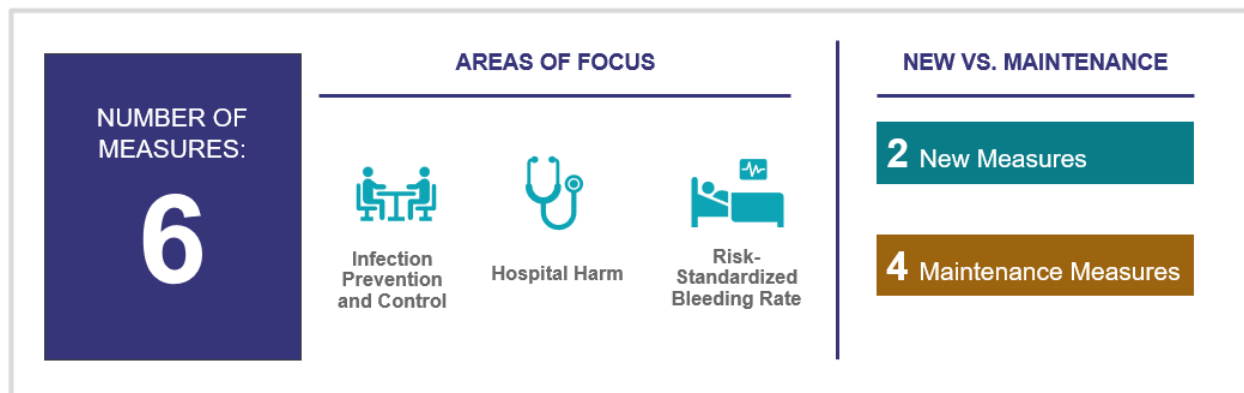 NUMBER OF
MEASURES:
6
AREAS OF FOCUS
Infection
Prevention
and Control
Hospital Harm
Risk-
Standardized
Bleeding Rate
NEW VS. MAINTENANCE
2 New Measures
4 Maintenance Measures